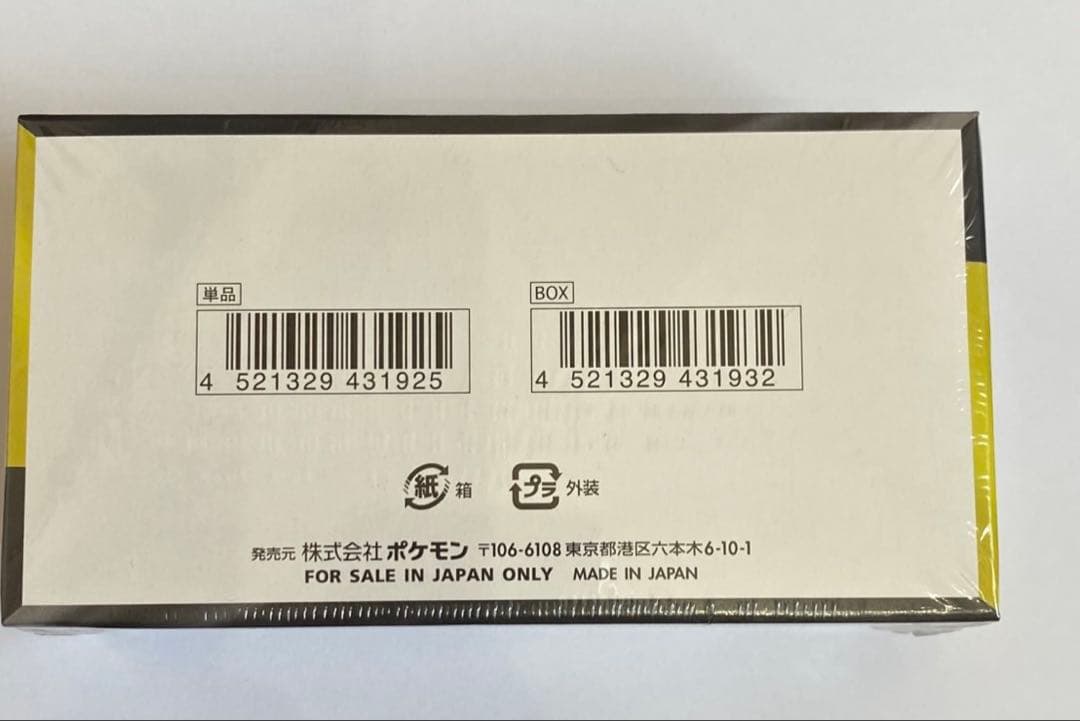 単品
4 521329 431925
BOX
4 521329 431932
紙 箱
プラ 外装
発売元 株式会社 ポケモン 〒106-6108 東京都港区六本木6-10-1
FOR SALE IN JAPAN ONLY MADE IN JAPAN